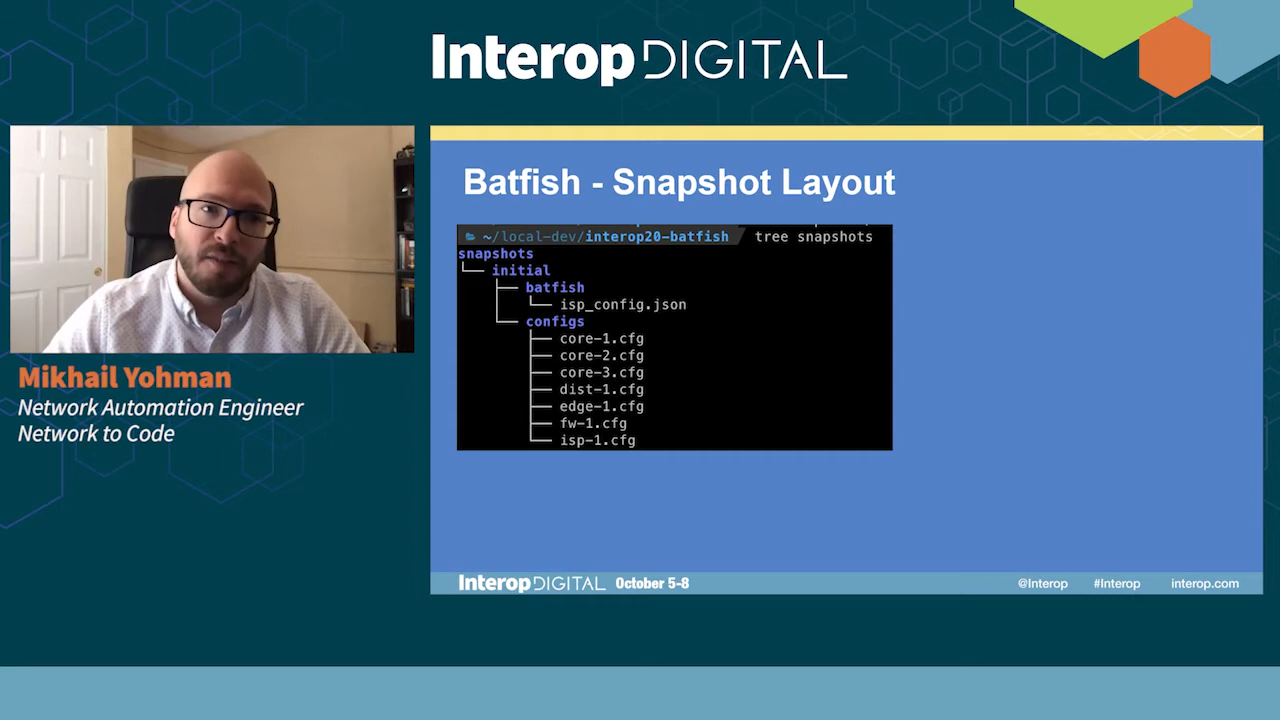 Interop DIGITAL
Mikhail Yohman
Network Automation Engineer
Network to Code
Batfish - Snapshot Layout
~/local-dev/interop20-batfish tree snapshots
snapshots
└── initial
    ├── batfish
    │   └── isp_config.json
    └── configs
        ├── core-1.cfg
        ├── core-2.cfg
        ├── core-3.cfg
        ├── dist-1.cfg
        ├── edge-1.cfg
        ├── fw-1.cfg
        └── isp-1.cfg
Interop DIGITAL October 5-8 @Interop #Interop interop.com